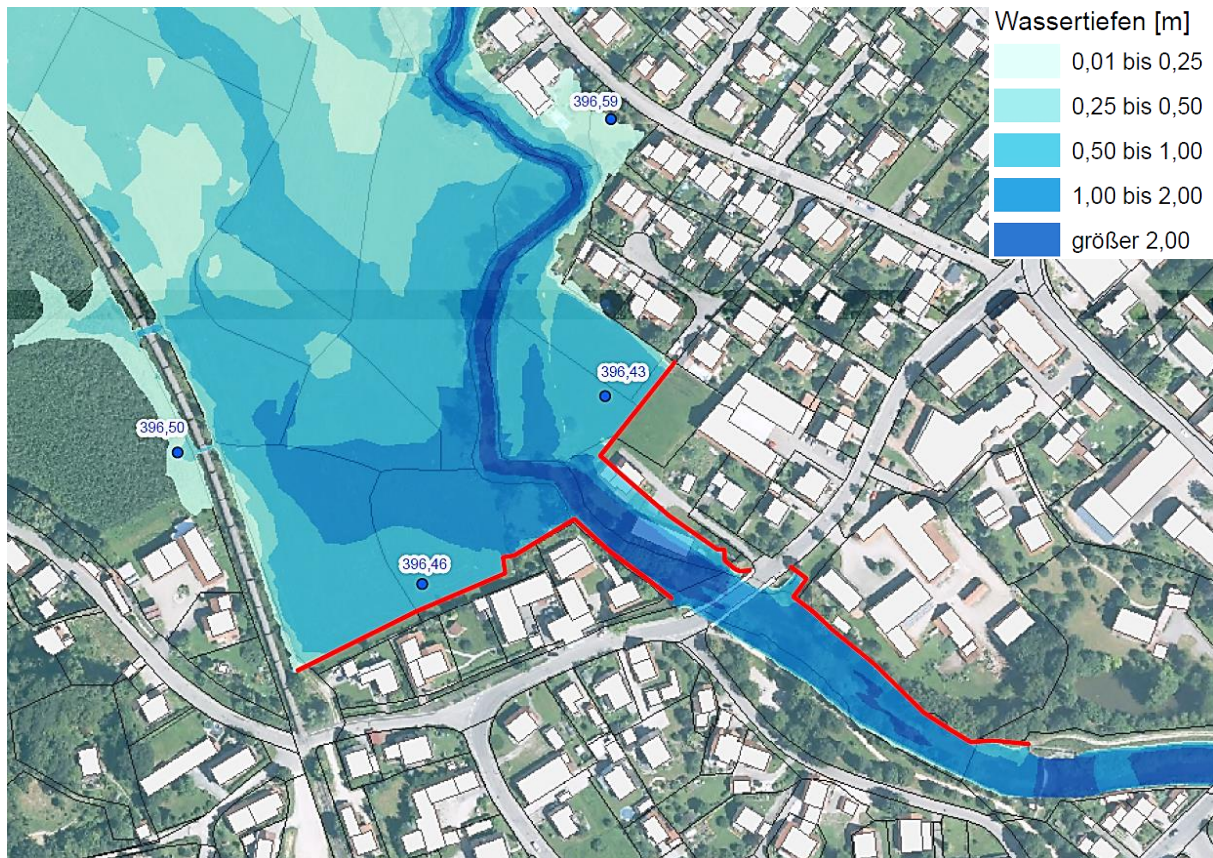 Wassertiefen [m]
0,01 bis 0,25
0,25 bis 0,50
0,50 bis 1,00
1,00 bis 2,00
größer 2,00
396,59
396,43
396,50
396,46